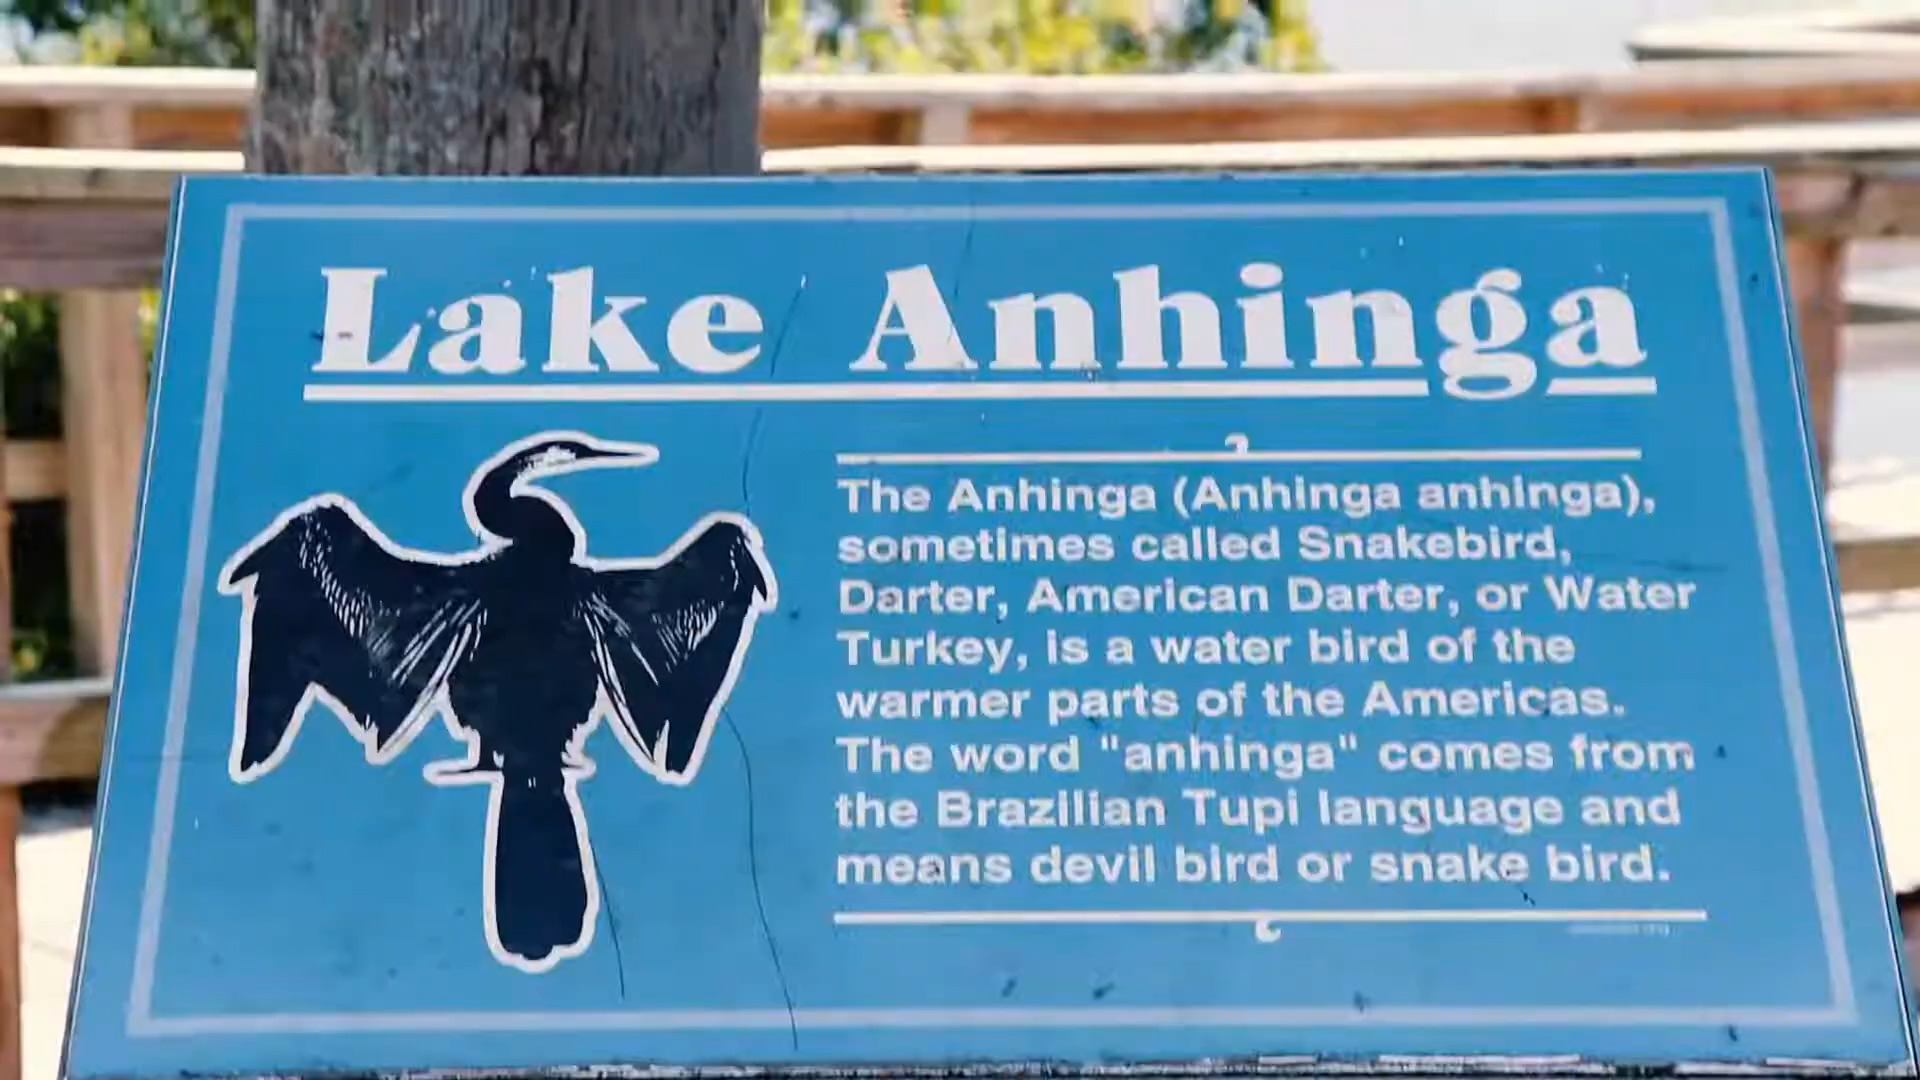 Lake Anhinga
The Anhinga (Anhinga anhinga),
sometimes called Snakebird,
Darter, American Darter, or Water
Turkey, is a water bird of the
warmer parts of the Americas.
The word "anhinga" comes from
the Brazilian Tupi language and
means devil bird or snake bird.